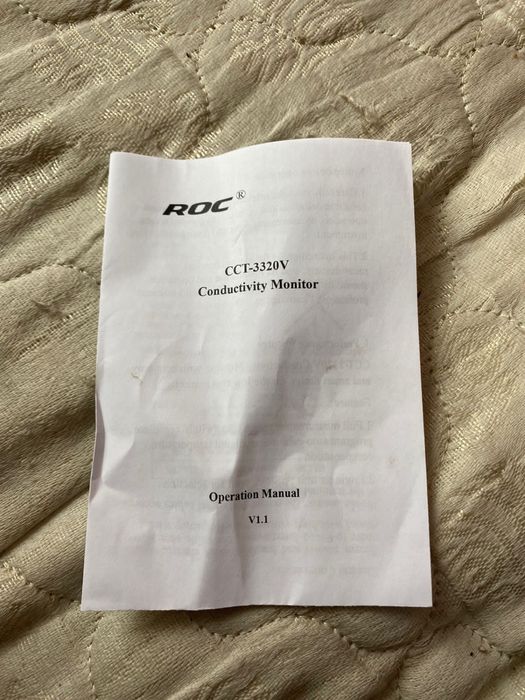 ROC®
CCT-3320V
Conductivity Monitor
Operation Manual
V1.1